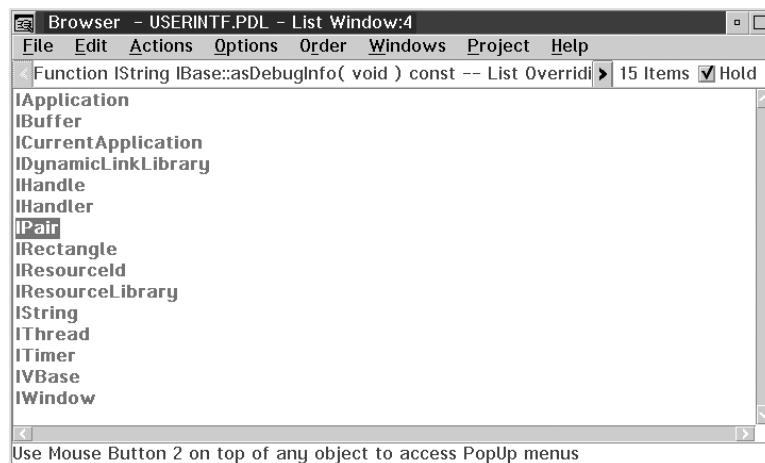 Browser - USERINTF.PDL - List Window:4
File Edit Actions Options Order Windows Project Help
Function IString IBase::asDebugInfo( void ) const -- List Overridi 15 Items Hold
IApplication
IBuffer
ICurrentApplication
IDynamicLinkLibrary
IHandle
IHandler
IPair
IRectangle
IResourceId
IResourceLibrary
IString
IThread
ITimer
IVBase
IWindow
Use Mouse Button 2 on top of any object to access PopUp menus